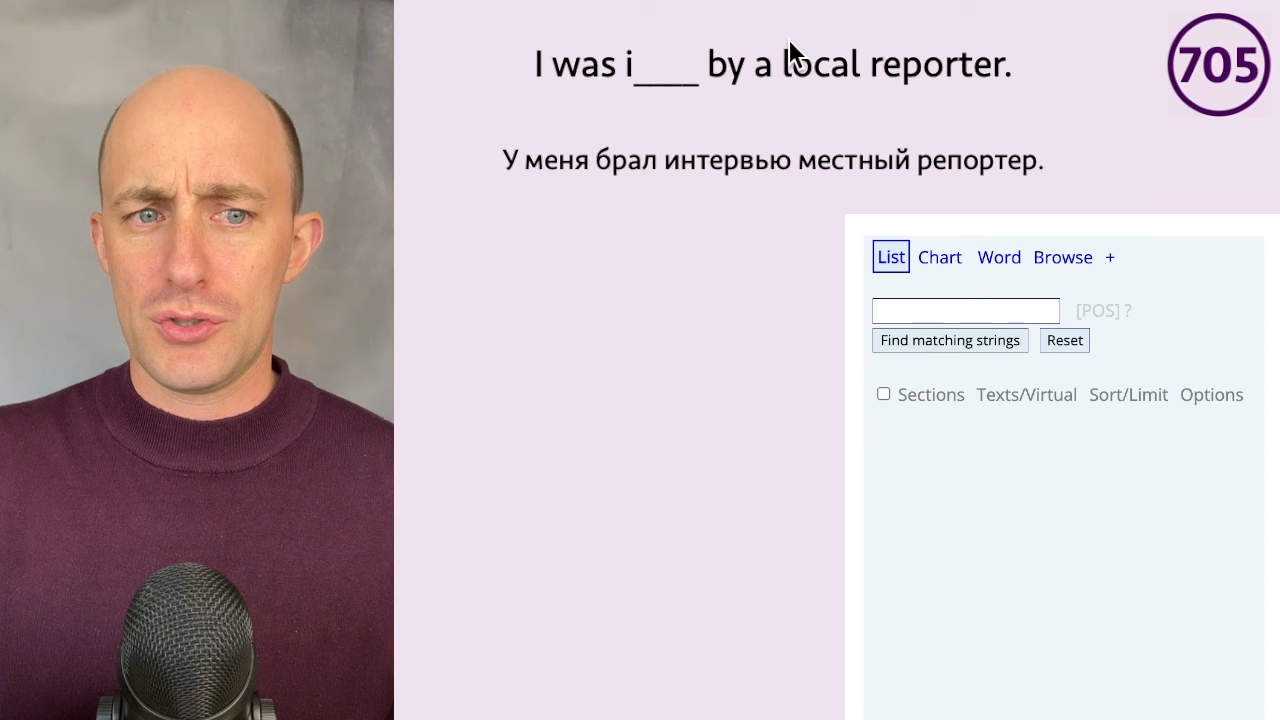 I was i____ by a local reporter.
705
У меня брал интервью местный репортер.
List Chart Word Browse +
[POS] ?
Find matching strings Reset
Sections Texts/Virtual Sort/Limit Options